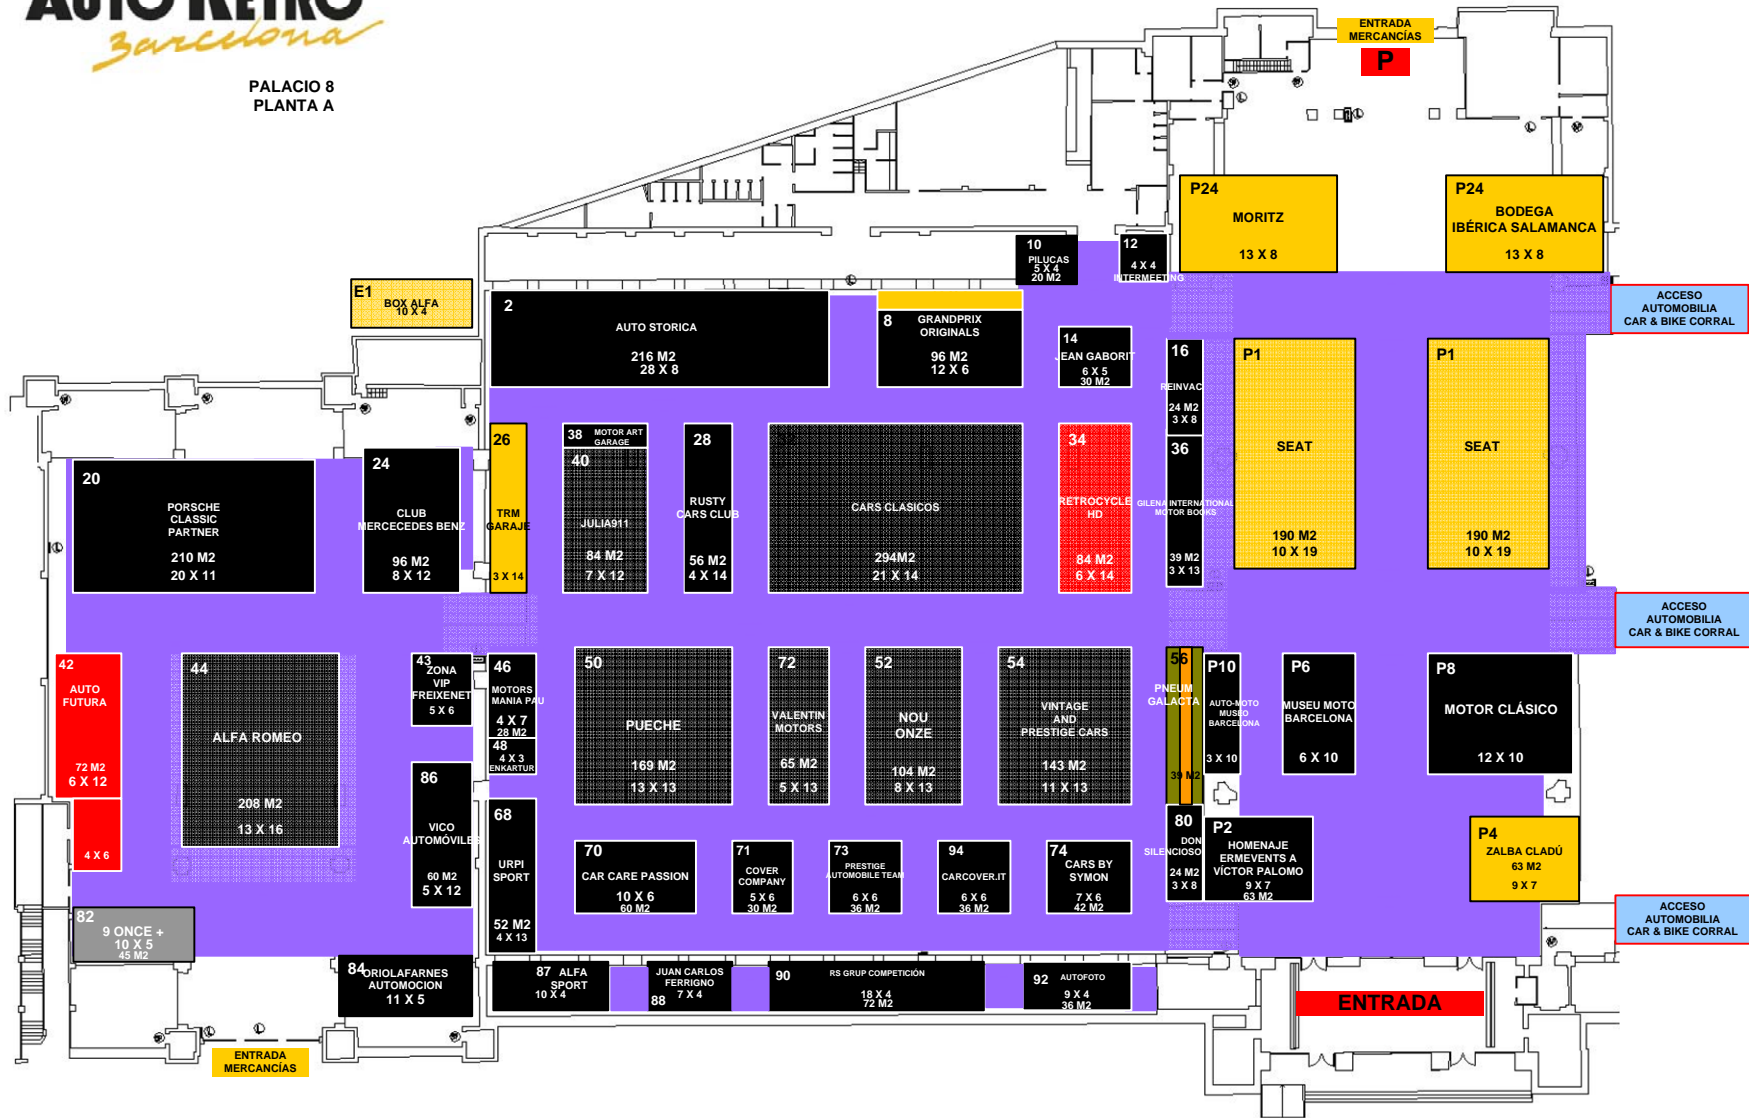 AUTO RETRO
Barcelona
PALACIO 8
PLANTA A
ENTRADA
MERCANCÍAS
P
P24
MORITZ
13 X 8
P24
BODEGA
IBÉRICA SALAMANCA
13 X 8
10
PILUCAS
5 X 4
20 M2
12
4 X 4
INTERMEETING
E1
BOX ALFA
10 X 4
2
AUTO STORICA
216 M2
28 X 8
8
GRANDPRIX
ORIGINALS
96 M2
12 X 6
14
JEAN GABORIT
6 X 5
30 M2
16
REINVAC
24 M2
3 X 8
P1
SEAT
190 M2
10 X 19
P1
SEAT
190 M2
10 X 19
ACCESO
AUTOMOBILIA
CAR & BIKE CORRAL
20
PORSCHE
CLASSIC
PARTNER
210 M2
20 X 11
24
CLUB
MERCECEDES BENZ
96 M2
8 X 12
26
TRM
GARAJE
3 X 14
38
MOTOR ART
GARAGE
40
JULIA911
84 M2
7 X 12
28
RUSTY
CARS CLUB
56 M2
4 X 14
CARS CLASICOS
294M2
21 X 14
34
RETROCYCLE
HD
84 M2
6 X 14
36
GILENA INTERNATIONAL
MOTOR BOOKS
39 M2
3 X 13
ACCESO
AUTOMOBILIA
CAR & BIKE CORRAL
42
AUTO
FUTURA
72 M2
6 X 12
4 X 6
44
ALFA ROMEO
208 M2
13 X 16
43
ZONA
VIP
FREIXENET
5 X 6
46
MOTORS
MANIA PAU
4 X 7
28 M2
48
4 X 3
ENKARTUR
50
PUECHE
169 M2
13 X 13
72
VALENTIN
MOTORS
65 M2
5 X 13
52
NOU
ONZE
104 M2
8 X 13
54
VINTAGE
AND
PRESTIGE CARS
143 M2
11 X 13
56
PNEUM
GALACTA
39 M2
P10
AUTO-MOTO
MUSEO
BARCELONA
3 X 10
P6
MUSEU MOTO
BARCELONA
6 X 10
P8
MOTOR CLÁSICO
12 X 10
86
VICO
AUTOMÓVILES
60 M2
5 X 12
68
URPI
SPORT
52 M2
4 X 13
70
CAR CARE PASSION
10 X 6
60 M2
71
COVER
COMPANY
5 X 6
30 M2
73
PRESTIGE
AUTOMOBILE TEAM
6 X 6
36 M2
94
CARCOVER.IT
6 X 6
36 M2
74
CARS BY
SYMON
7 X 6
42 M2
80
DON
SILENCIOSO
24 M2
3 X 8
P2
HOMENAJE
ERMEVENTS A
VÍCTOR PALOMO
9 X 7
63 M2
P4
ZALBA CLADÚ
63 M2
9 X 7
ACCESO
AUTOMOBILIA
CAR & BIKE CORRAL
82
9 ONCE +
10 X 5
45 M2
84
ORIOLAFARNES
AUTOMOCION
11 X 5
87 ALFA
SPORT
10 X 4
JUAN CARLOS
FERRIGNO
7 X 4
88
90
RS GRUP COMPETICIÓN
18 X 4
72 M2
92
AUTOFOTO
9 X 4
36 M2
ENTRADA
ENTRADA
MERCANCÍAS